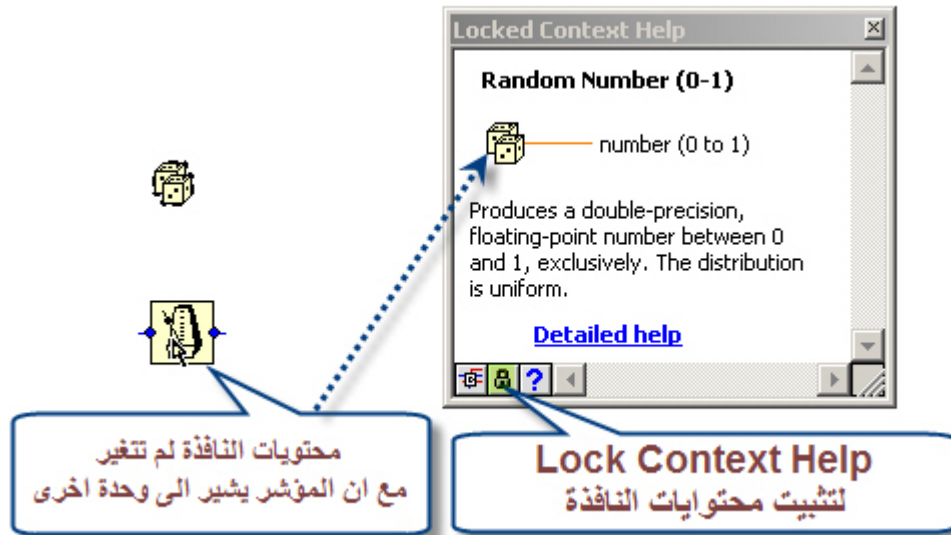 Locked Context Help
Random Number (0-1)
number (0 to 1)
Produces a double-precision,
floating-point number between 0
and 1, exclusively. The distribution
is uniform.
Detailed help
?
محتويات النافذة لم تتغير
مع ان المؤشر يشير الى وحدة اخرى
Lock Context Help
لتثبيت محتوايات النافذة